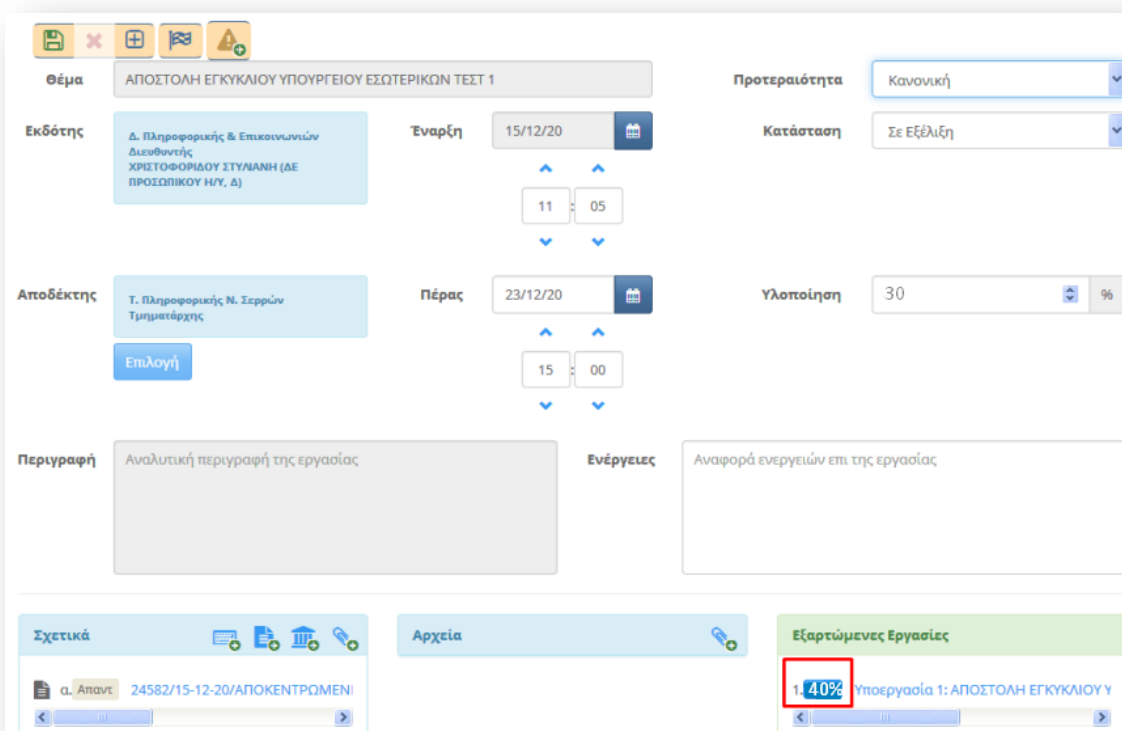 Θέμα ΑΠΟΣΤΟΛΗ ΕΓΚΥΚΛΙΟΥ ΥΠΟΥΡΓΕΙΟΥ ΕΣΩΤΕΡΙΚΩΝ ΤΕΣΤ 1 Προτεραιότητα Κανονική
Εκδότης Δ. Πληροφορικής & Επικοινωνιών Έναρξη 15/12/20 Κατάσταση Σε Εξέλιξη
Διευθυντής
ΧΡΙΣΤΟΦΟΡΙΔΟΥ ΣΤΥΛΙΑΝΗ (ΔΕ
ΠΡΟΣΩΠΙΚΟΥ Η/Υ, Δ)
11 : 05
Αποδέκτης Τ. Πληροφορικής Ν. Σερρών Πέρας 23/12/20 Υλοποίηση 30 %
Τμηματάρχης
Επιλογή
15 : 00
Περιγραφή Αναλυτική περιγραφή της εργασίας Ενέργειες Αναφορά ενεργειών επι της εργασίας
Σχετικά Αρχεία Εξαρτώμενες Εργασίες
α. Απαντ 24582/15-12-20/ΑΠΟΚΕΝΤΡΩΜΕΝΙ 1. 40% Υποεργασία 1: ΑΠΟΣΤΟΛΗ ΕΓΚΥΚΛΙΟΥ Υ